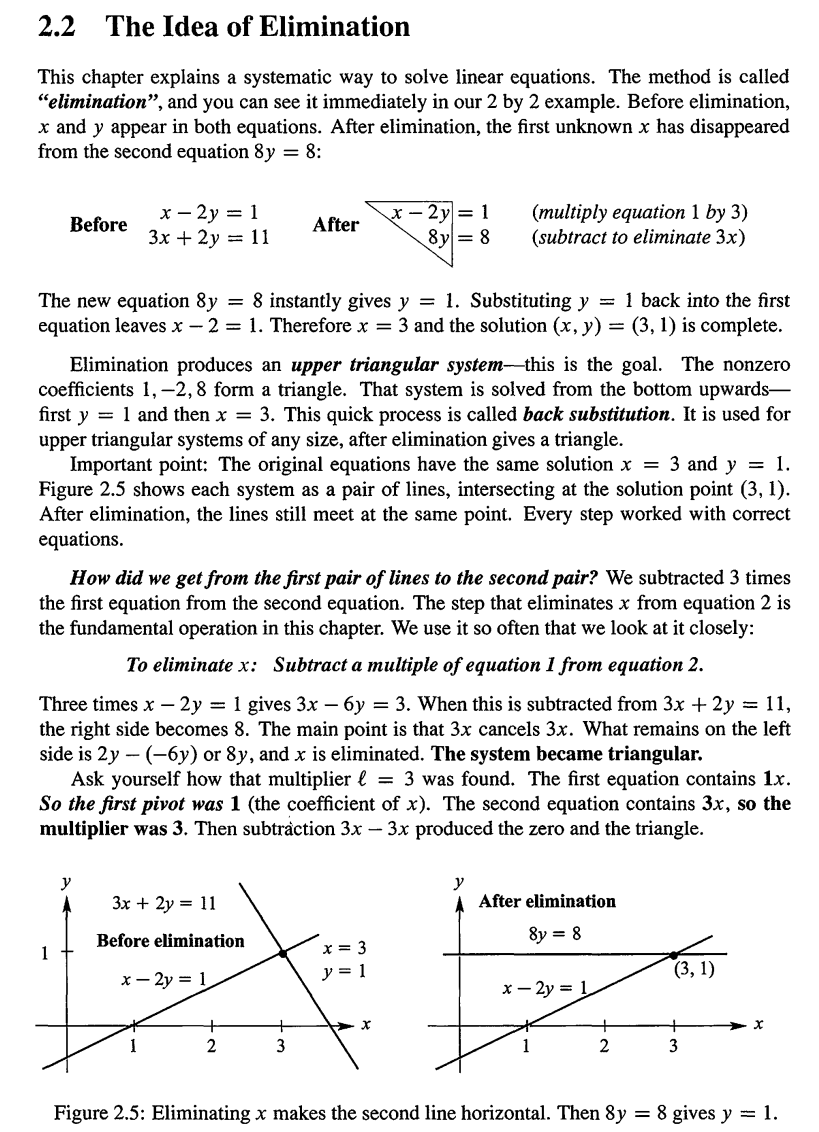 2.2 The Idea of Elimination
This chapter explains a systematic way to solve linear equations. The method is called
“elimination”, and you can see it immediately in our 2 by 2 example. Before elimination,
x and y appear in both equations. After elimination, the first unknown x has disappeared
from the second equation 8y = 8:
Before x − 2y = 1 After x − 2y = 1 (multiply equation 1 by 3)
3x + 2y = 11 8y = 8 (subtract to eliminate 3x)
The new equation 8y = 8 instantly gives y = 1. Substituting y = 1 back into the first
equation leaves x − 2 = 1. Therefore x = 3 and the solution (x, y) = (3, 1) is complete.
Elimination produces an upper triangular system—this is the goal. The nonzero
coefficients 1, −2, 8 form a triangle. That system is solved from the bottom upwards—
first y = 1 and then x = 3. This quick process is called back substitution. It is used for
upper triangular systems of any size, after elimination gives a triangle.
Important point: The original equations have the same solution x = 3 and y = 1.
Figure 2.5 shows each system as a pair of lines, intersecting at the solution point (3, 1).
After elimination, the lines still meet at the same point. Every step worked with correct
equations.
How did we get from the first pair of lines to the second pair? We subtracted 3 times
the first equation from the second equation. The step that eliminates x from equation 2 is
the fundamental operation in this chapter. We use it so often that we look at it closely:
To eliminate x: Subtract a multiple of equation 1 from equation 2.
Three times x − 2y = 1 gives 3x − 6y = 3. When this is subtracted from 3x + 2y = 11,
the right side becomes 8. The main point is that 3x cancels 3x. What remains on the left
side is 2y − (−6y) or 8y, and x is eliminated. The system became triangular.
Ask yourself how that multiplier ℓ = 3 was found. The first equation contains 1x.
So the first pivot was 1 (the coefficient of x). The second equation contains 3x, so the
multiplier was 3. Then subtraction 3x − 3x produced the zero and the triangle.
y
3x + 2y = 11
Before elimination
1
x = 3
y = 1
x − 2y = 1
x
1 2 3
y
After elimination
8y = 8
(3, 1)
x − 2y = 1
x
1 2 3
Figure 2.5: Eliminating x makes the second line horizontal. Then 8y = 8 gives y = 1.